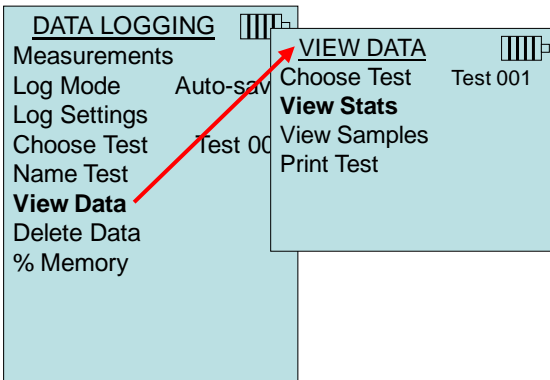 DATA LOGGING
Measurements
Log Mode Auto-sav
Log Settings
Choose Test Test 00
Name Test
View Data
Delete Data
% Memory
VIEW DATA
Choose Test Test 001
View Stats
View Samples
Print Test